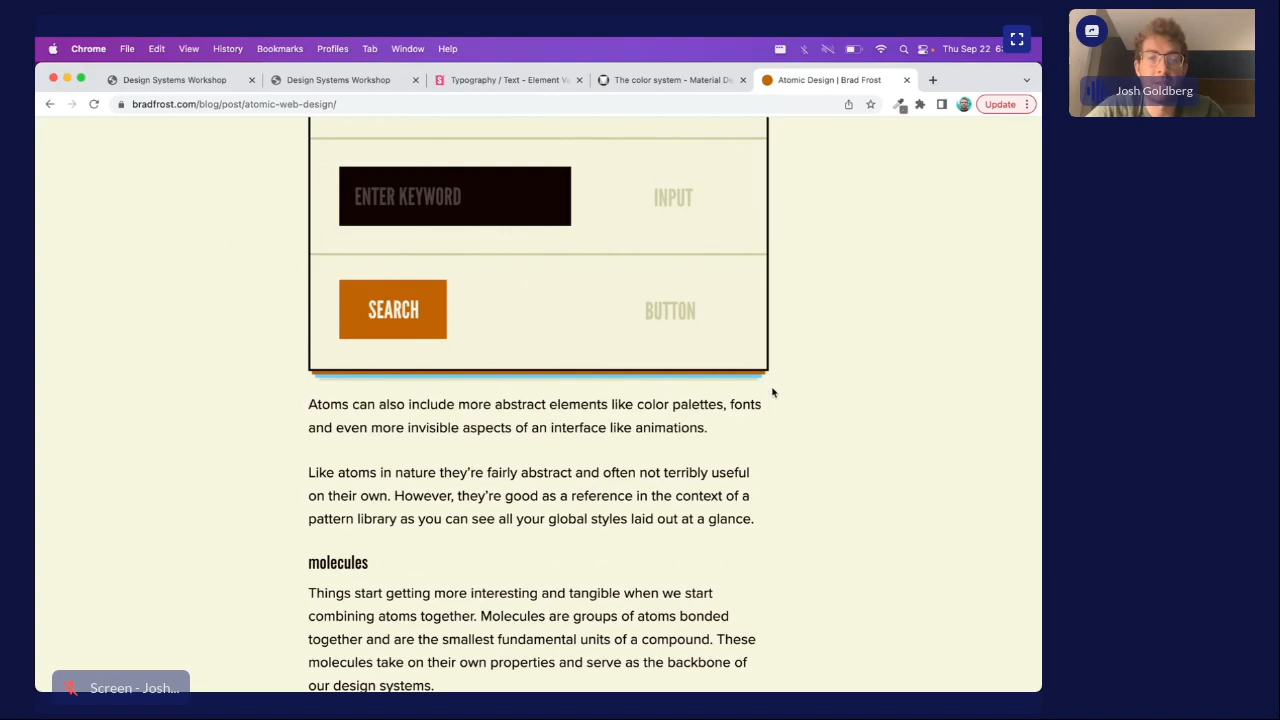 Chrome File Edit View History Bookmarks Profiles Tab Window Help
Thu Sep 22
Josh Goldberg
Design Systems Workshop
Design Systems Workshop
Typography / Text - Element
The color system – Material
Atomic Design | Brad Frost
bradfrost.com/blog/post/atomic-web-design/
Update
ENTER KEYWORD
INPUT
SEARCH
BUTTON
Atoms can also include more abstract elements like color palettes, fonts
and even more invisible aspects of an interface like animations.
Like atoms in nature they're fairly abstract and often not terribly useful
on their own. However, they're good as a reference in the context of a
pattern library as you can see all your global styles laid out at a glance.
molecules
Things start getting more interesting and tangible when we start
combining atoms together. Molecules are groups of atoms bonded
together and are the smallest fundamental units of a compound. These
molecules take on their own properties and serve as the backbone of
our design systems.
Screen - Josh...